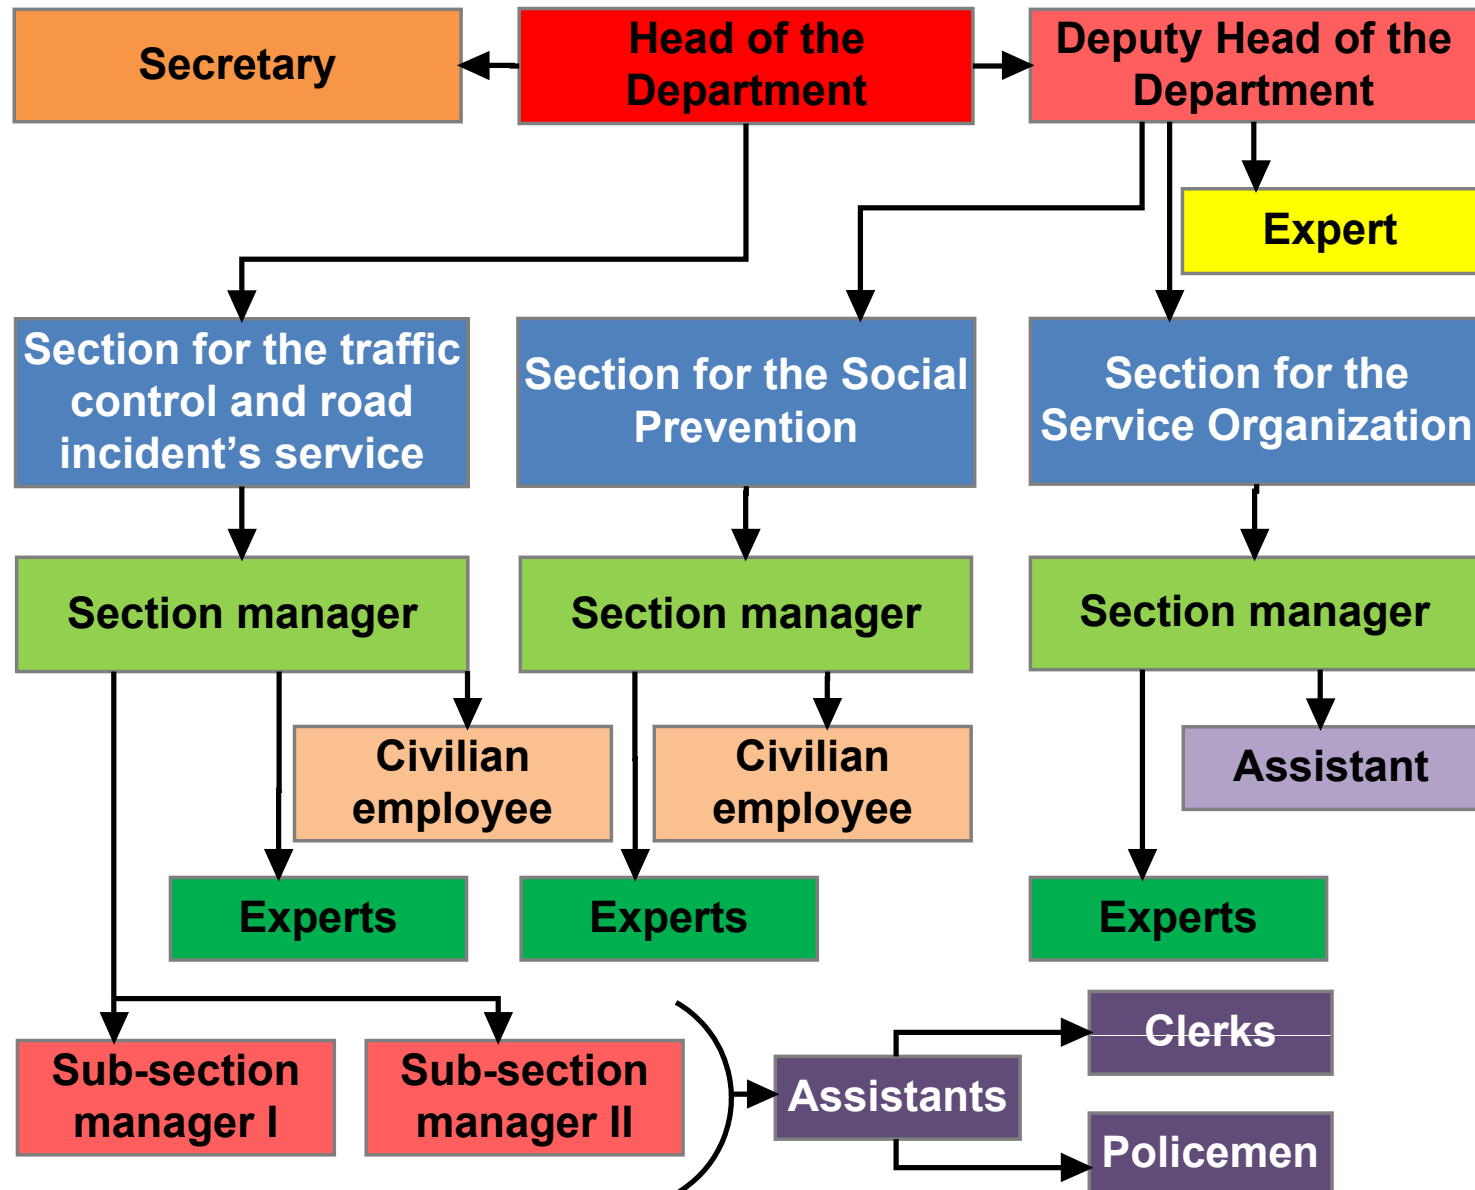 Secretary
Head of the
Department
Deputy Head of the
Department
Expert
Section for the traffic
control and road
incident’s service
Section for the Social
Prevention
Section for the
Service Organization
Section manager
Section manager
Section manager
Civilian
employee
Civilian
employee
Assistant
Experts
Experts
Experts
Sub-section
manager I
Sub-section
manager II
Assistants
Clerks
Policemen